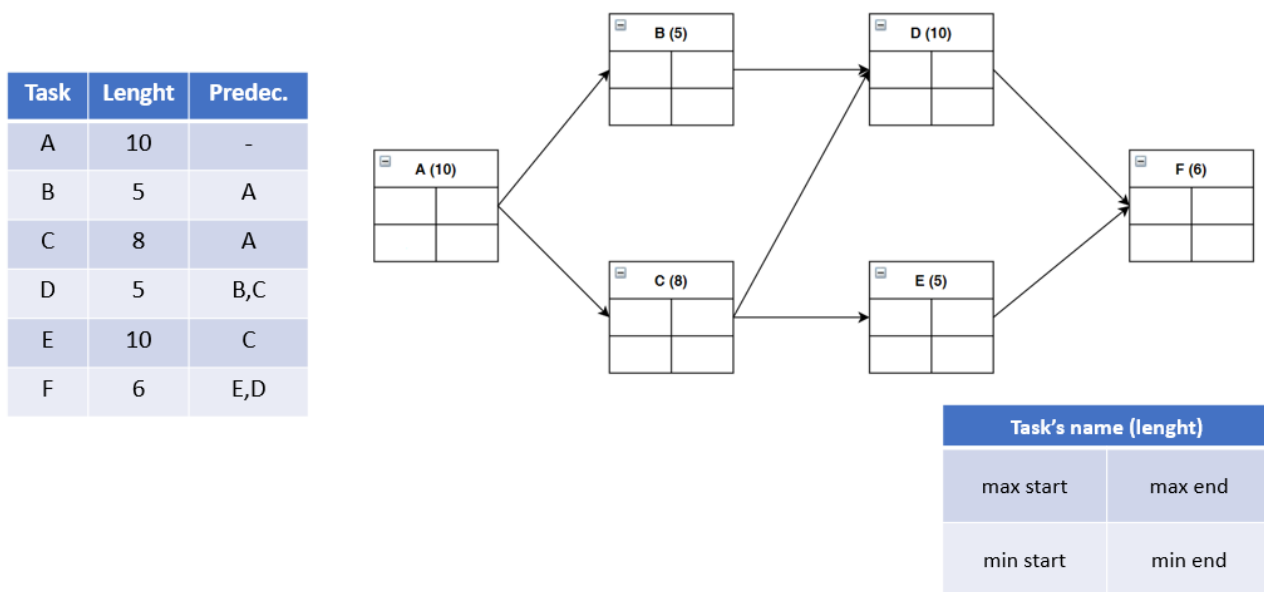 Task Lenght Predec.
A 10 -
B 5 A
C 8 A
D 5 B,C
E 10 C
F 6 E,D
A (10)
B (5)
C (8)
D (10)
E (5)
F (6)
Task's name (lenght)
max start max end
min start min end